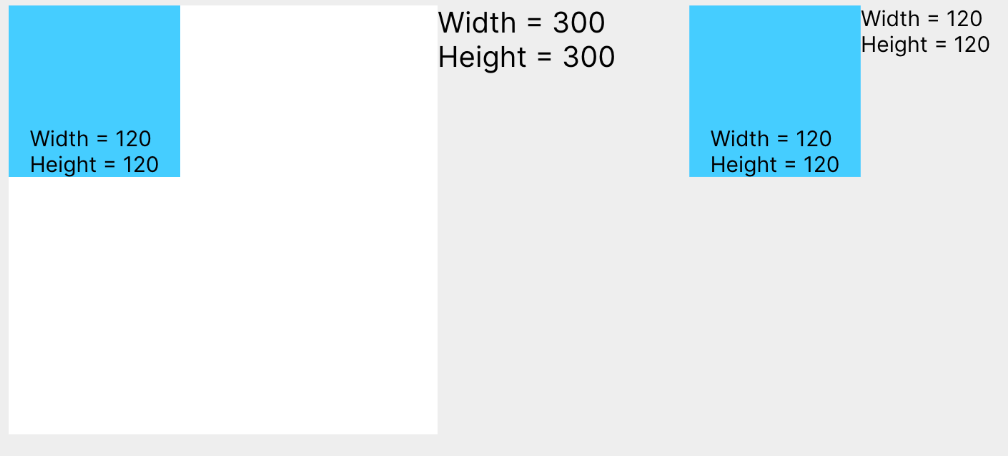 Width = 120
Height = 120
Width = 300
Height = 300
Width = 120
Height = 120
Width = 120
Height = 120